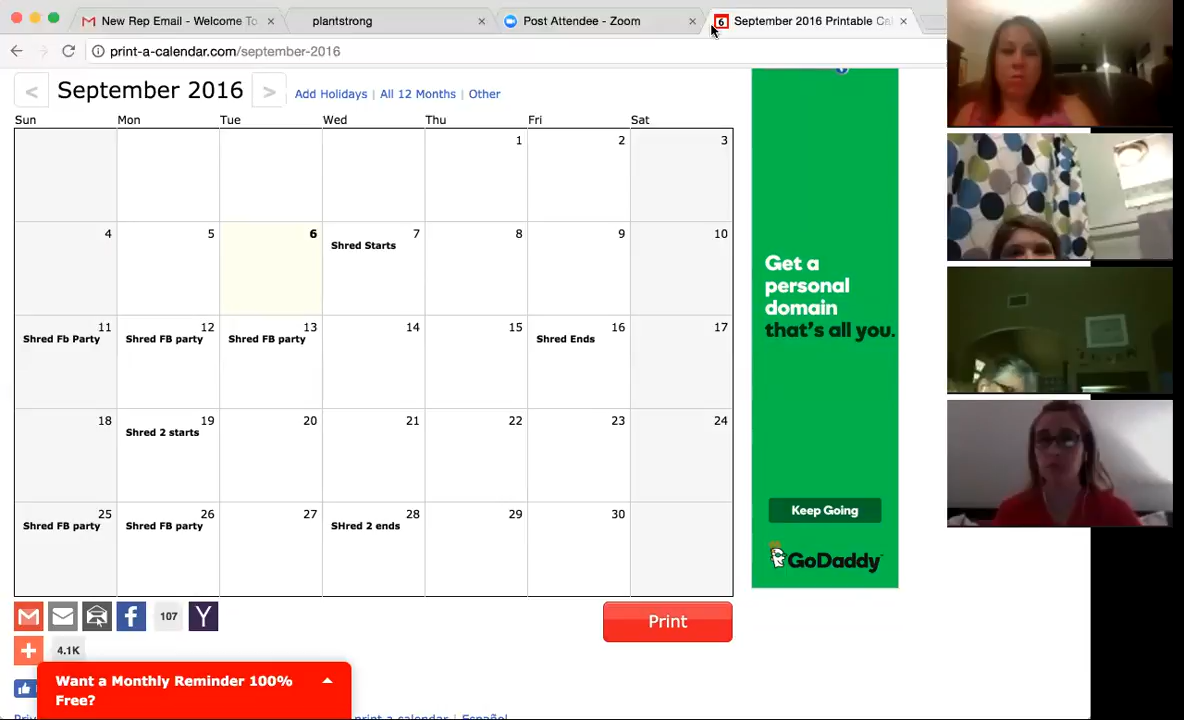 New Rep Email - Welcome To
plantstrong
Post Attendee - Zoom
6 September 2016 Printable Ca
print-a-calendar.com/september-2016
< September 2016 >
Add Holidays | All 12 Months | Other
Sun Mon Tue Wed Thu Fri Sat
1 2 3
4 5 6 7 8 9 10
Shred Starts
11 12 13 14 15 16 17
Shred Fb Party Shred FB party Shred FB party Shred Ends
18 19 20 21 22 23 24
Shred 2 starts
25 26 27 28 29 30
Shred FB party Shred FB party SHred 2 ends
Get a
personal
domain
that's all you.
Keep Going
GoDaddy
107
Print
4.1K
Want a Monthly Reminder 100%
Free?
print a calendar | Español